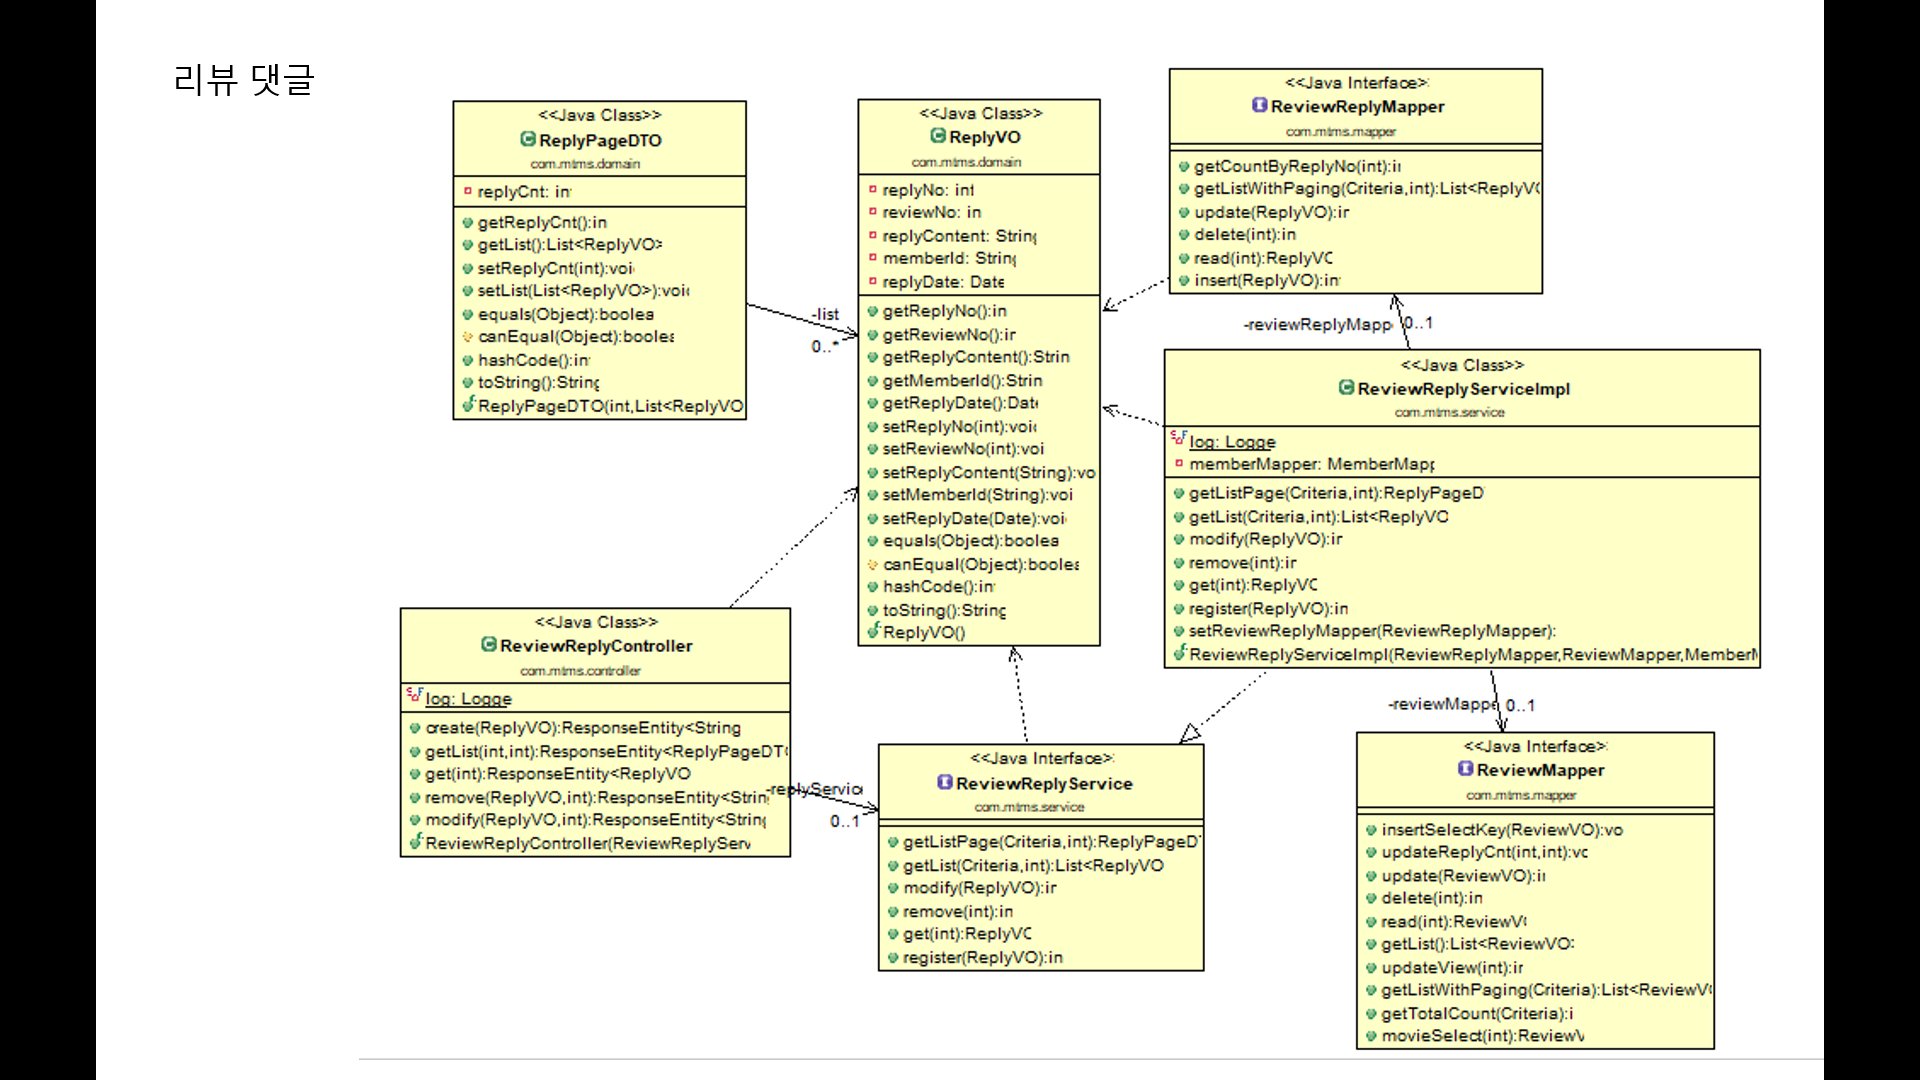 리뷰 댓글
<<Java Class>>
ReplyPageDTO
com.mtms.domain
replyCnt: in
getReplyCnt():in
getList():List<ReplyVO>
setReplyCnt(int):voi
setList(List<ReplyVO>):voi
equals(Object):boolea
canEqual(Object):boolea
hashCode():in
toString():String
ReplyPageDTO(int,List<ReplyVO
-list
0..*
<<Java Class>>
ReplyVO
com.mtms.domain
replyNo: int
reviewNo: in
replyContent: String
memberId: String
replyDate: Date
getReplyNo():in
getReviewNo():ir
getReplyContent():Strin
getMemberId():Strin
getReplyDate():Dat
setReplyNo(int):voi
setReviewNo(int):voi
setReplyContent(String):vo
setMemberId(String):voi
setReplyDate(Date):voi
equals(Object):boolea
canEqual(Object):boolea
hashCode():in
toString():String
ReplyVO()
<<Java Interface>
ReviewReplyMapper
com.mtms.mapper
getCountByReplyNo(int):i
getListWithPaging(Criteria,int):List<ReplyV
update(ReplyVO):ir
delete(int):in
read(int):ReplyVO
insert(ReplyVO):in
-reviewReplyMapp
0..1
<<Java Class>>
ReviewReplyServiceImpl
com.mtms.service
log: Logge
memberMapper: MemberMapp
getListPage(Criteria,int):ReplyPageD
getList(Criteria,int):List<ReplyVO
modify(ReplyVO):ir
remove(int):ir
get(int):ReplyVO
register(ReplyVO):in
setReviewReplyMapper(ReviewReplyMapper):
ReviewReplyServiceImpl(ReviewReplyMapper,ReviewMapper,Member
<<Java Class>>
ReviewReplyController
com.mtms.controller
log: Logge
create(ReplyVO):ResponseEntity<String
getList(int,int):ResponseEntity<ReplyPageDT
get(int):ResponseEntity<ReplyVO
remove(ReplyVO,int):ResponseEntity<String
modify(ReplyVO,int):ResponseEntity<String
ReviewReplyController(ReviewReplyServ
-replyService
0..1
<<Java Interface>
ReviewReplyService
com.mtms.service
getListPage(Criteria,int):ReplyPageD
getList(Criteria,int):List<ReplyVO
modify(ReplyVO):ir
remove(int):in
get(int):ReplyVO
register(ReplyVO):in
-reviewMappe
0..1
<<Java Interface>
ReviewMapper
com.mtms.mapper
insertSelectKey(ReviewVO):vo
updateReplyCnt(int,int):vo
update(ReviewVO):ii
delete(int):in
read(int):ReviewV
getList():List<ReviewVO
updateView(int):ir
getListWithPaging(Criteria):List<ReviewV
getTotalCount(Criteria):i
movieSelect(int):ReviewV